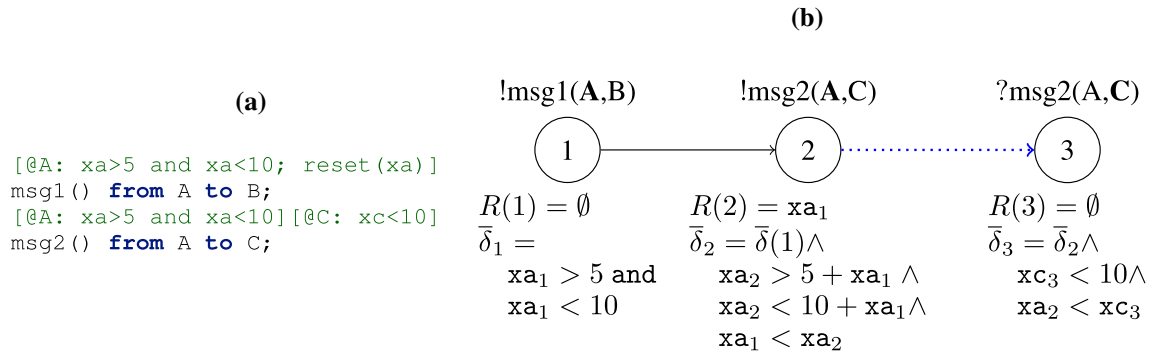 (a)
[@A: xa>5 and xa<10; reset(xa)]
msg1() from A to B;
[@A: xa>5 and xa<10][@C: xc<10]
msg2() from A to C;
(b)
!msg1(A,B)
!msg2(A,C)
?msg2(A,C)
1
2
3
R(1) = ∅
δ̅₁ =
xa₁ > 5 and
xa₁ < 10
R(2) = xa₁
δ̅₂ = δ̅(1)∧
xa₂ > 5 + xa₁ ∧
xa₂ < 10 + xa₁∧
xa₁ < xa₂
R(3) = ∅
δ̅₃ = δ̅₂∧
xc₃ < 10∧
xa₂ < xc₃